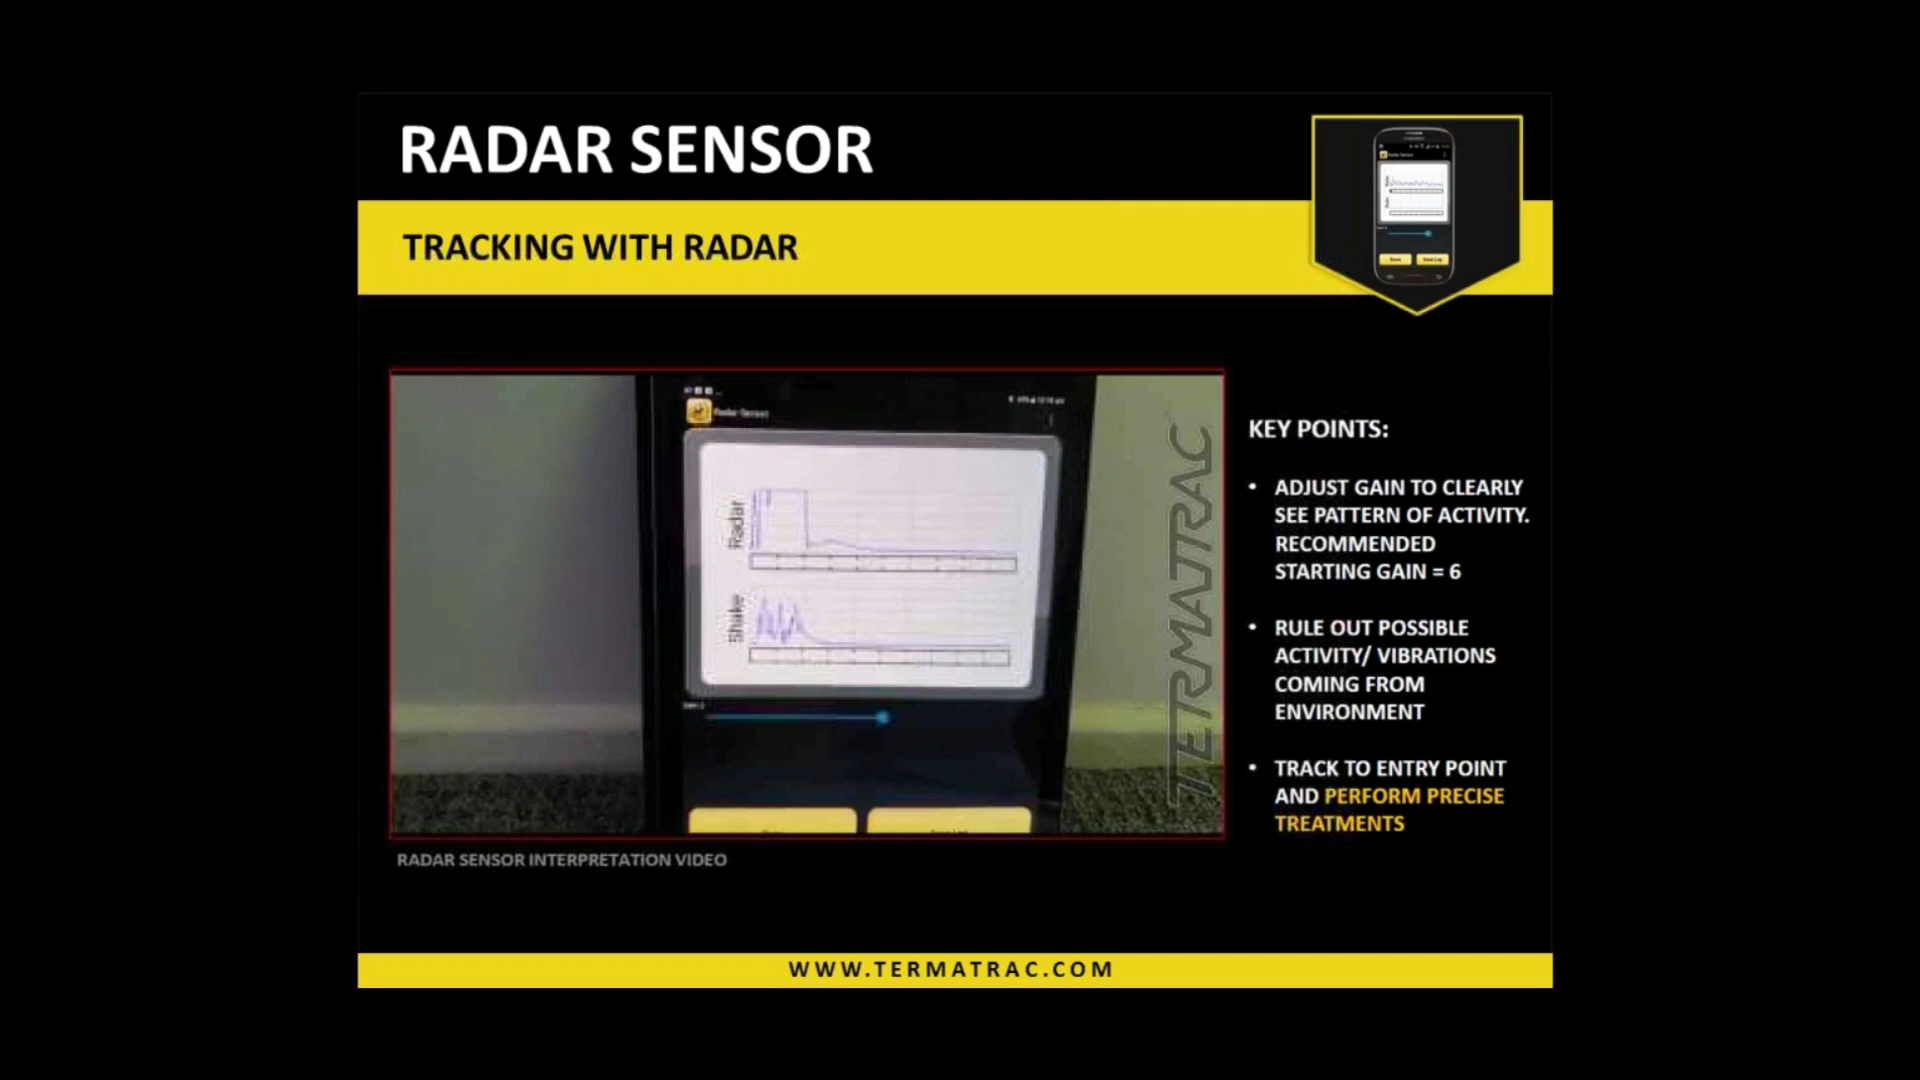 RADAR SENSOR
TRACKING WITH RADAR
Radar Sensor
Radar
Shake
TERMATRAC
KEY POINTS:
• ADJUST GAIN TO CLEARLY
SEE PATTERN OF ACTIVITY.
RECOMMENDED
STARTING GAIN = 6
• RULE OUT POSSIBLE
ACTIVITY/ VIBRATIONS
COMING FROM
ENVIRONMENT
• TRACK TO ENTRY POINT
AND PERFORM PRECISE
TREATMENTS
RADAR SENSOR INTERPRETATION VIDEO
WWW.TERMATRAC.COM